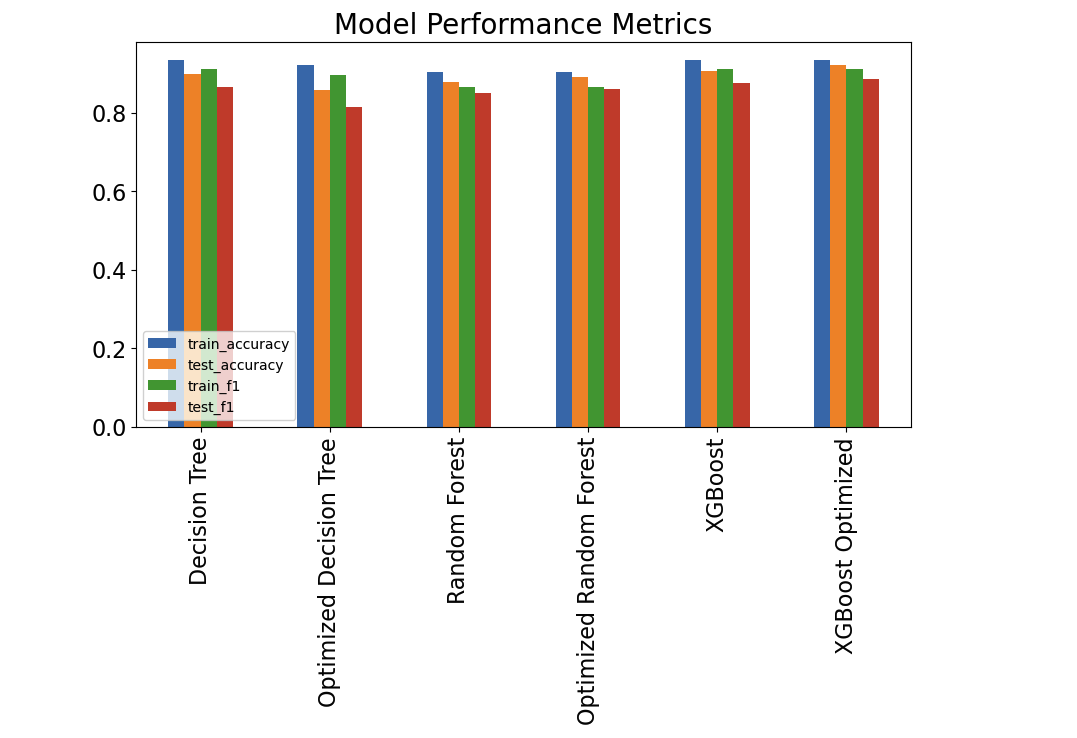 Model Performance Metrics
0.8
0.6
0.4
0.2
0.0
train_accuracy
test_accuracy
train_f1
test_f1
Decision Tree
Optimized Decision Tree
Random Forest
Optimized Random Forest
XGBoost
XGBoost Optimized